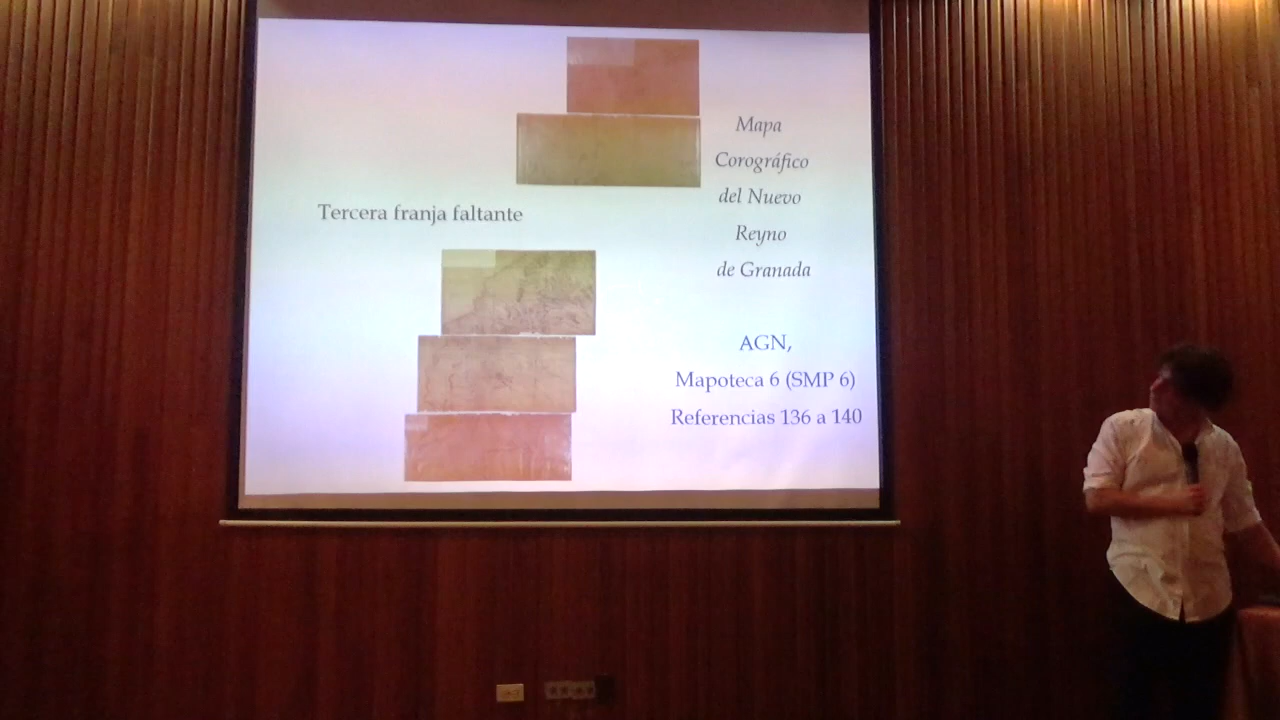 Mapa
Corográfico
del Nuevo
Reyno
de Granada
Tercera franja faltante
AGN,
Mapoteca 6 (SMP 6)
Referencias 136 a 140